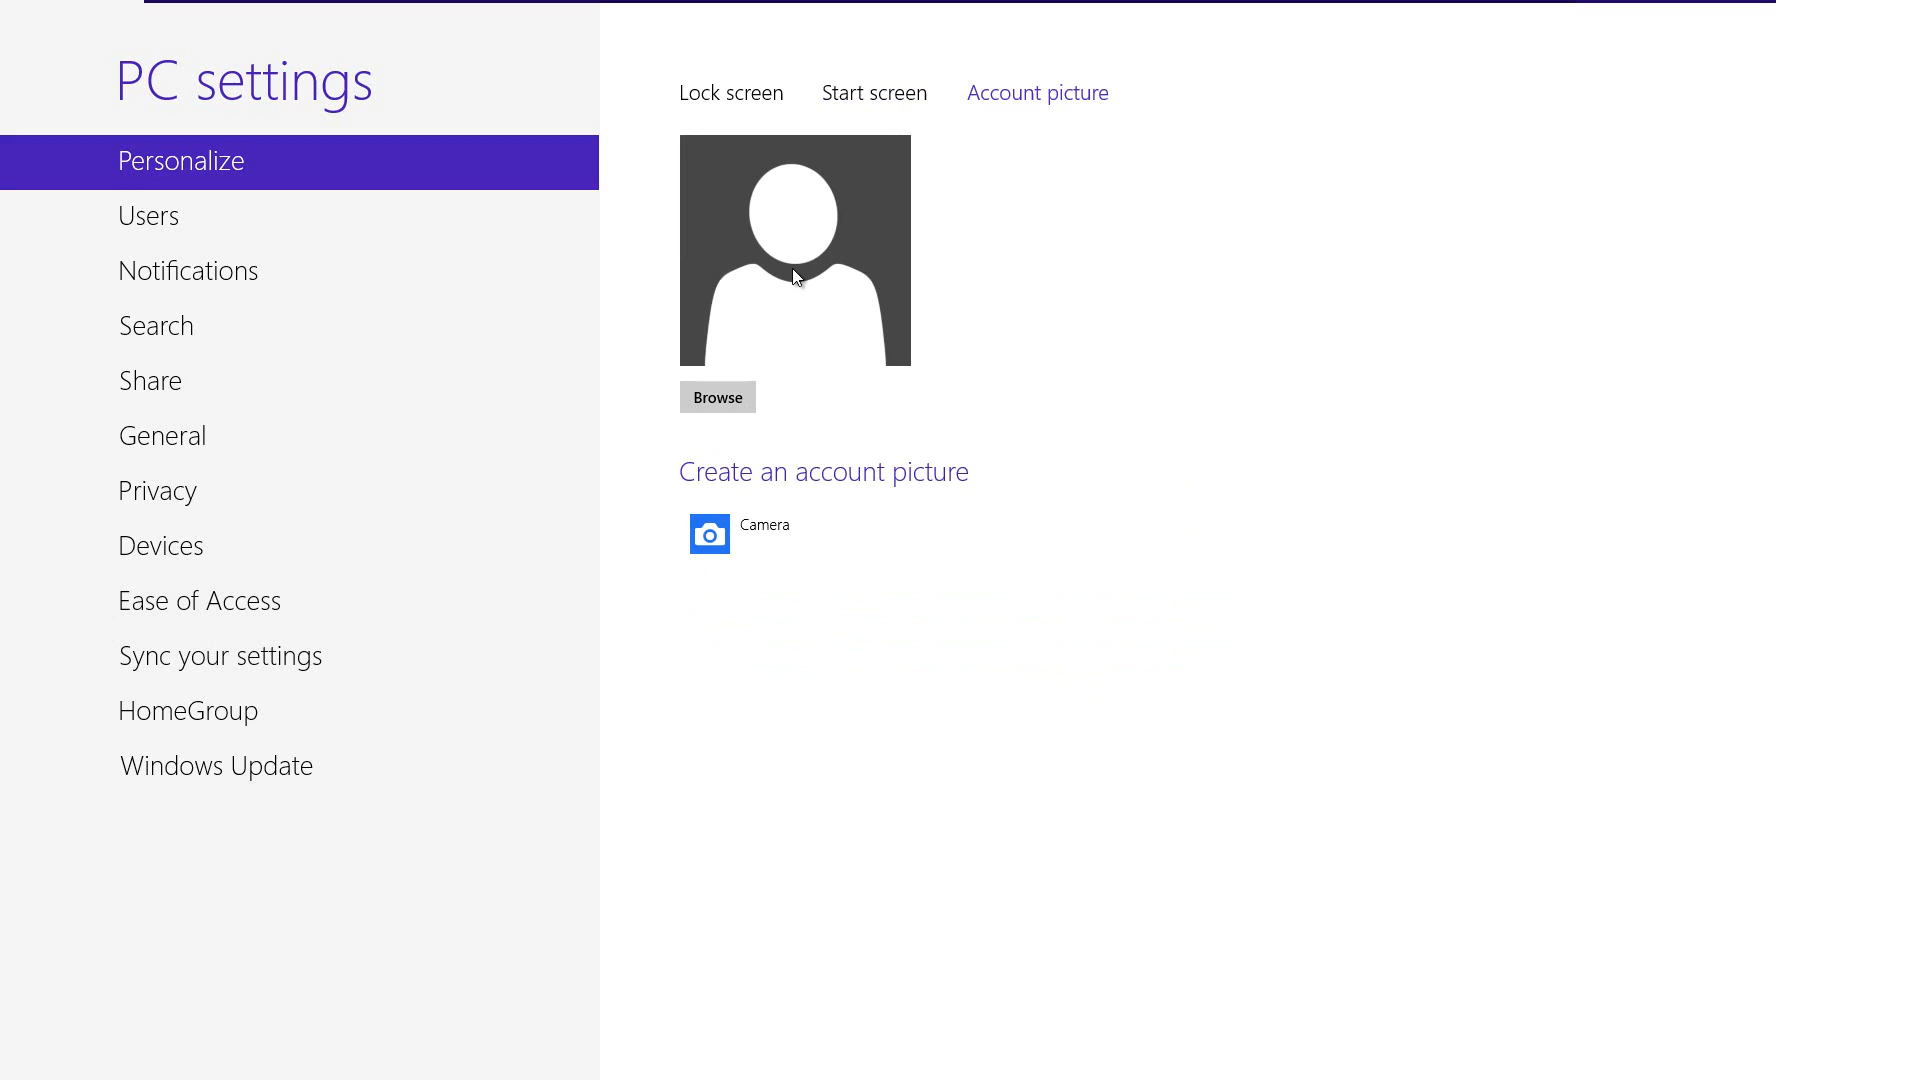 PC settings
Personalize
Users
Notifications
Search
Share
General
Privacy
Devices
Ease of Access
Sync your settings
HomeGroup
Windows Update
Lock screen Start screen Account picture
Browse
Create an account picture
Camera